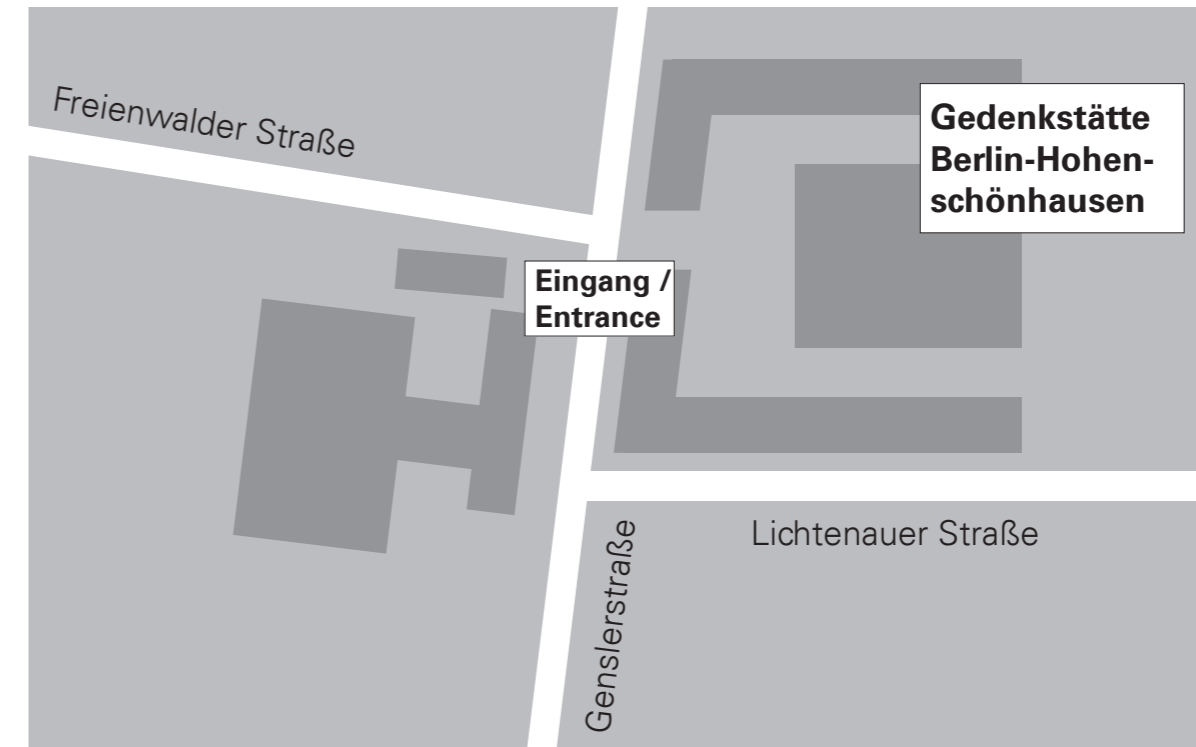 Freienwalder Straße
Gedenkstätte
Berlin-Hohen-
schönhausen
Eingang /
Entrance
Lichtenauer Straße
Genslerstraße